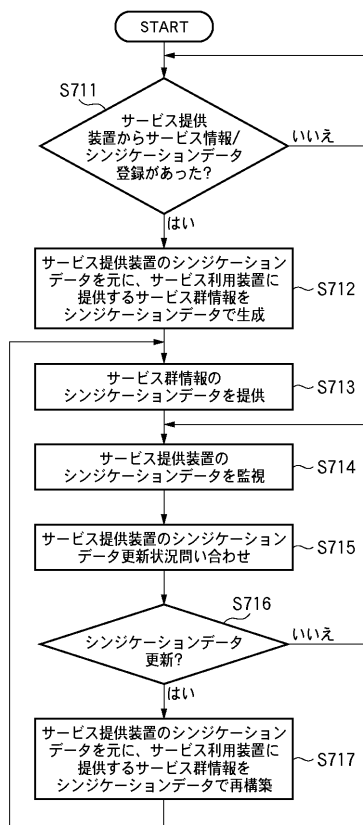 START
S711
サービス提供
装置からサービス情報/
シンジケーションデータ
登録があった?
いいえ
はい
サービス提供装置のシンジケーション
データを元に、サービス利用装置に
提供するサービス群情報を
シンジケーションデータで生成
S712
サービス群情報の
シンジケーションデータを提供
S713
サービス提供装置の
シンジケーションデータを監視
S714
サービス提供装置のシンジケーション
データ更新状況問い合わせ
S715
S716
シンジケーションデータ
更新?
いいえ
はい
サービス提供装置のシンジケーション
データを元に、サービス利用装置に
提供するサービス群情報を
シンジケーションデータで再構築
S717